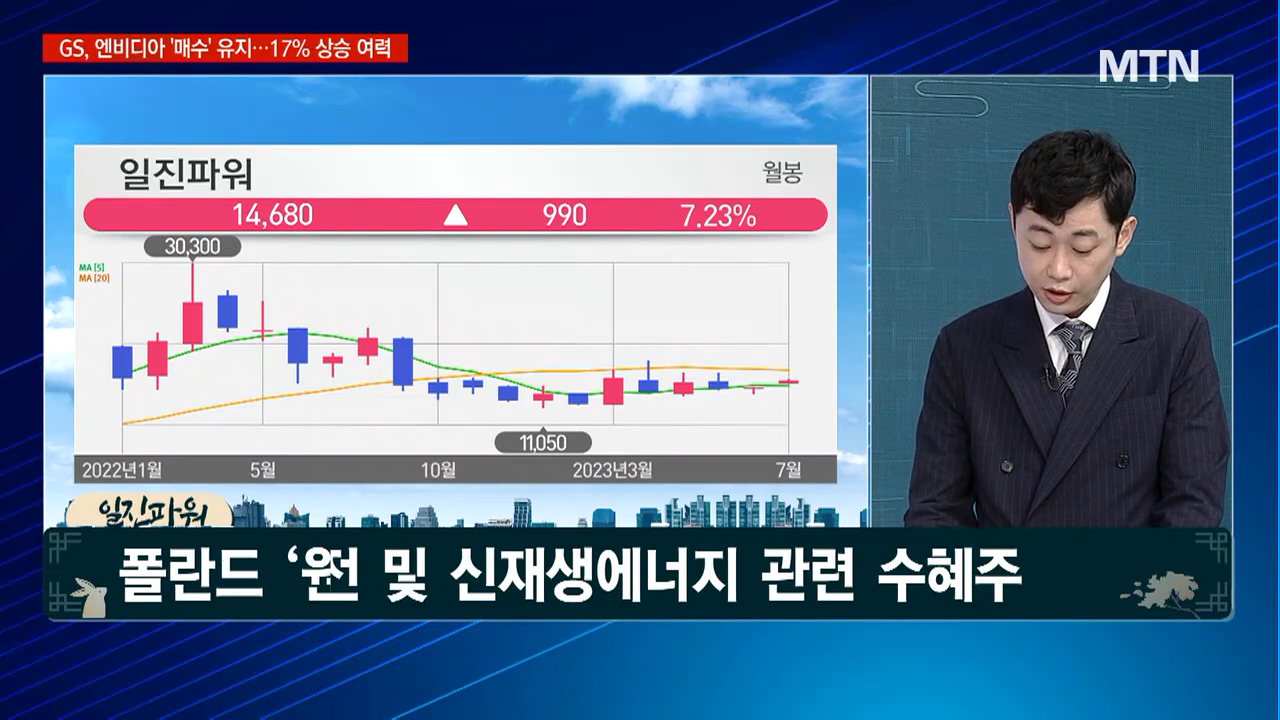 GS, 엔비디아 '매수' 유지…17% 상승 여력
MTN
일진파워
월봉
14,680 ▲ 990 7.23%
30,300
MA [5]
MA [20]
11,050
2022년1월 5월 10월 2023년3월 7월
일진파워
폴란드 ‘원전 및 신재생에너지 관련 수혜주